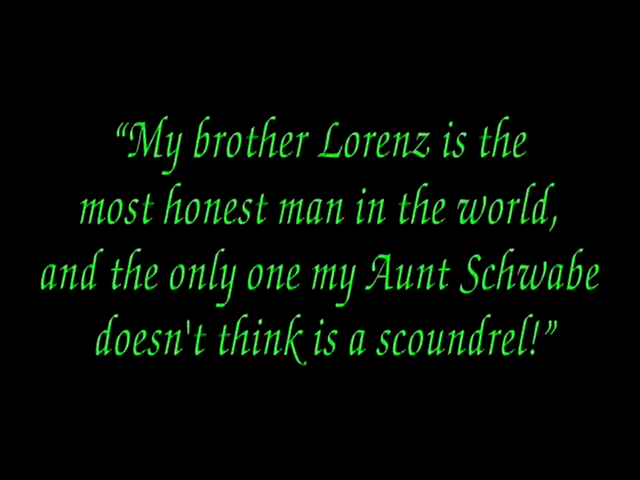 “My brother Lorenz is the
most honest man in the world,
and the only one my Aunt Schwabe
doesn't think is a scoundrel!”